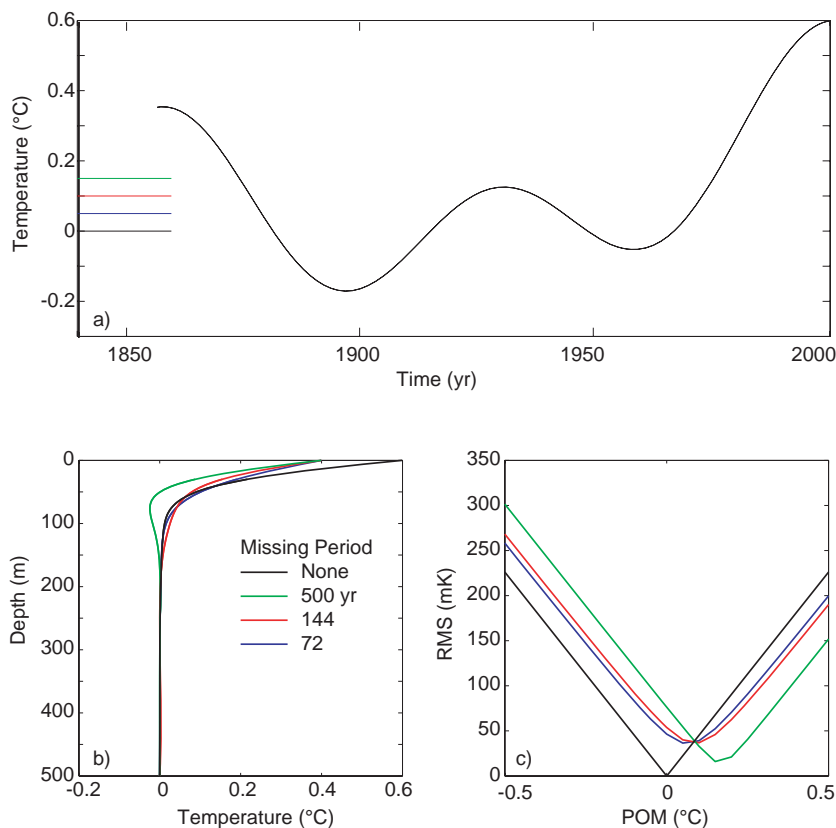 0.6
0.4
0.2
0
-0.2
Temperature (°C)
a)
1850
1900
1950
2000
Time (yr)
0
100
200
300
400
500
Depth (m)
Missing Period
None
500 yr
144
72
b)
-0.2
0
0.2
0.4
0.6
Temperature (°C)
350
300
250
200
150
100
50
0
RMS (mK)
c)
-0.5
0
0.5
POM (°C)